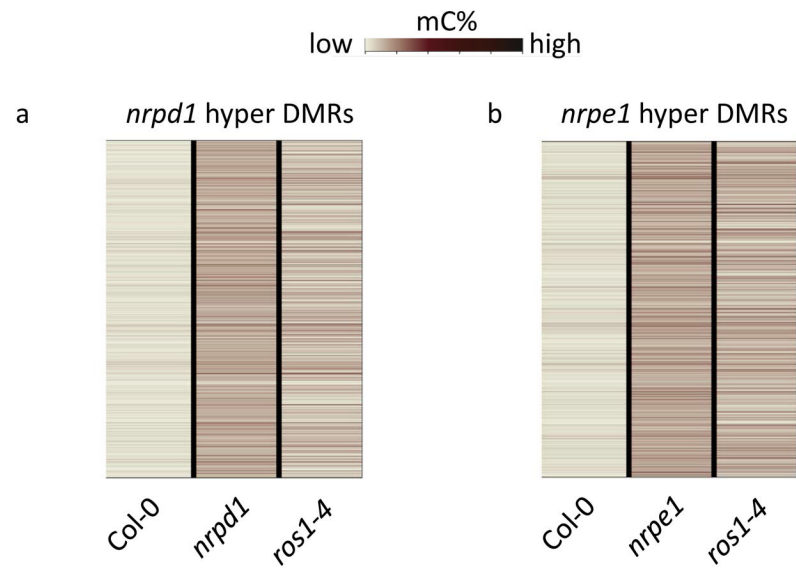 mC%
low high
a nrpd1 hyper DMRs b nrpe1 hyper DMRs
Col-0 nrpd1 ros1-4 Col-0 nrpe1 ros1-4